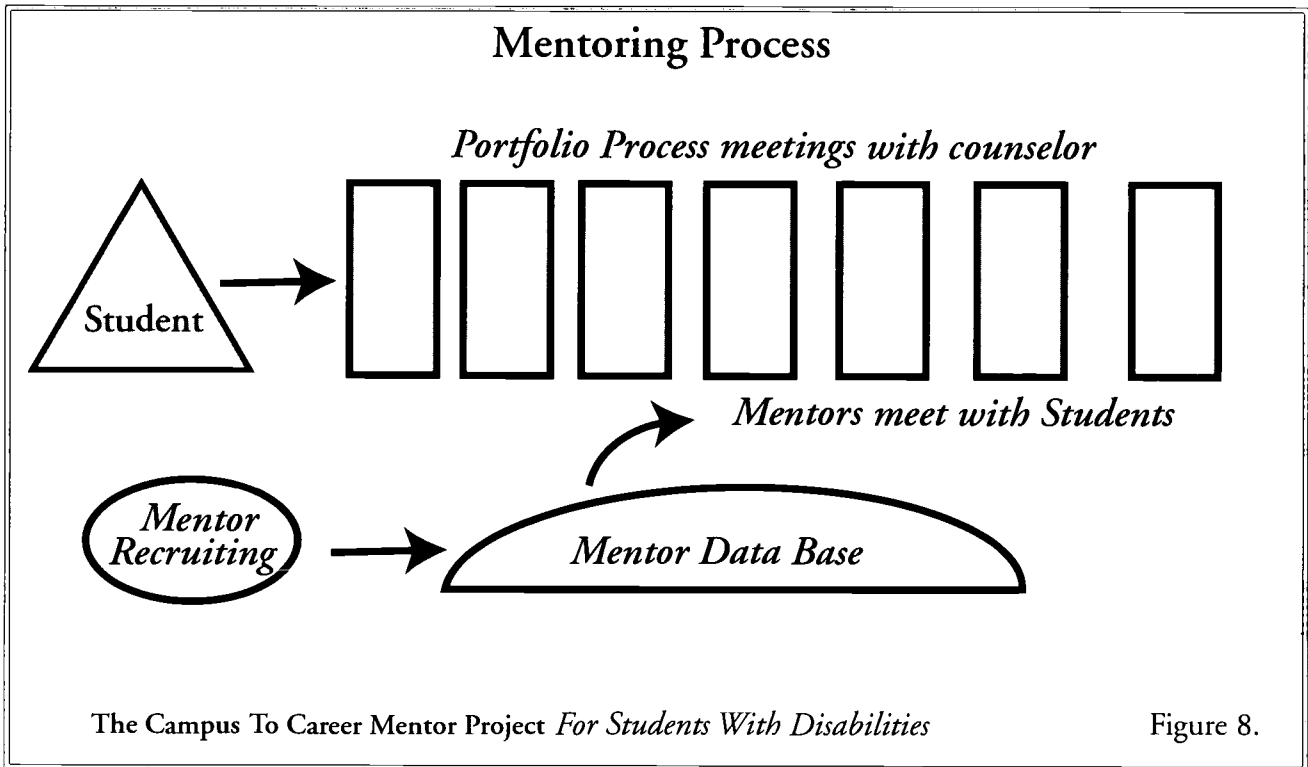 Mentoring Process
Portfolio Process meetings with counselor
Student
Mentors meet with Students
Mentor
Recruiting
Mentor Data Base
The Campus To Career Mentor Project For Students With Disabilities
Figure 8.